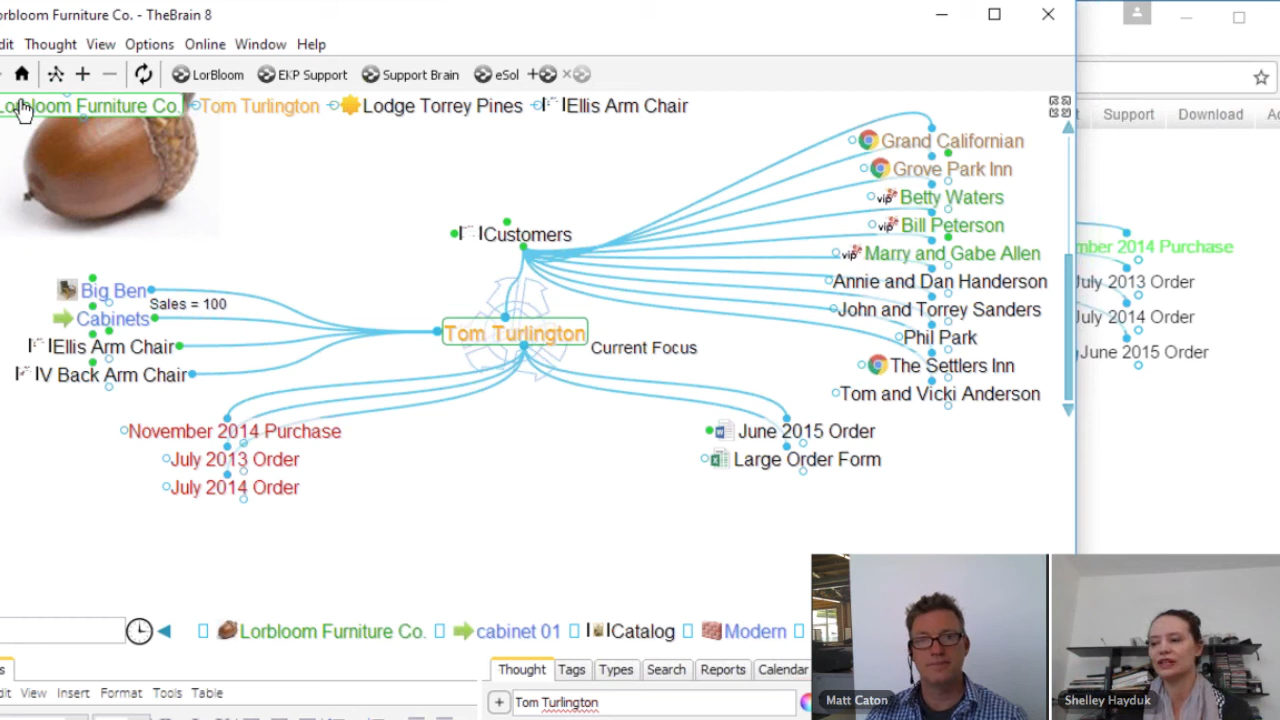 orbloom Furniture Co. - TheBrain 8
dit Thought View Options Online Window Help
LorBloom EKP Support Support Brain eSol
Lorbloom Furniture Co. Tom Turlington Lodge Torrey Pines Ellis Arm Chair
Support Download Ad
Grand Californian
Grove Park Inn
vip Betty Waters
vip Bill Peterson
vip Marry and Gabe Allen
Annie and Dan Handerson
John and Torrey Sanders
Phil Park
The Settlers Inn
Tom and Vicki Anderson
Customers
Big Ben
Sales = 100
Cabinets
Ellis Arm Chair
V Back Arm Chair
Tom Turlington
Current Focus
November 2014 Purchase
July 2013 Order
July 2014 Order
June 2015 Order
Large Order Form
mber 2014 Purchase
July 2013 Order
July 2014 Order
June 2015 Order
Lorbloom Furniture Co. cabinet 01 Catalog Modern
s
Thought Tags Types Search Reports Calendar
dit View Insert Format Tools Table
Tom Turlington
Matt Caton
Shelley Hayduk